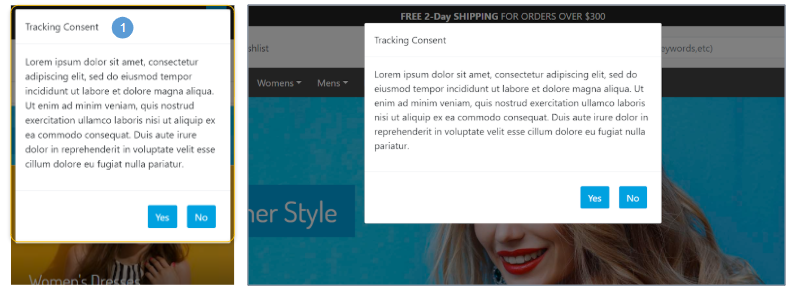 Tracking Consent 1
Lorem ipsum dolor sit amet, consectetur
adipiscing elit, sed do eiusmod tempor
incididunt ut labore et dolore magna aliqua.
Ut enim ad minim veniam, quis nostrud
exercitation ullamco laboris nisi ut aliquip ex
ea commodo consequat. Duis aute irure
dolor in reprehenderit in voluptate velit esse
cillum dolore eu fugiat nulla pariatur.
Yes No
Women's Dresses
FREE 2-Day SHIPPING FOR ORDERS OVER $300
shlist
eywords,etc)
Womens Mens
Tracking Consent
Lorem ipsum dolor sit amet, consectetur adipiscing elit, sed do
eiusmod tempor incididunt ut labore et dolore magna aliqua. Ut
enim ad minim veniam, quis nostrud exercitation ullamco laboris
nisi ut aliquip ex ea commodo consequat. Duis aute irure dolor in
reprehenderit in voluptate velit esse cillum dolore eu fugiat nulla
pariatur.
Yes No
ner Style